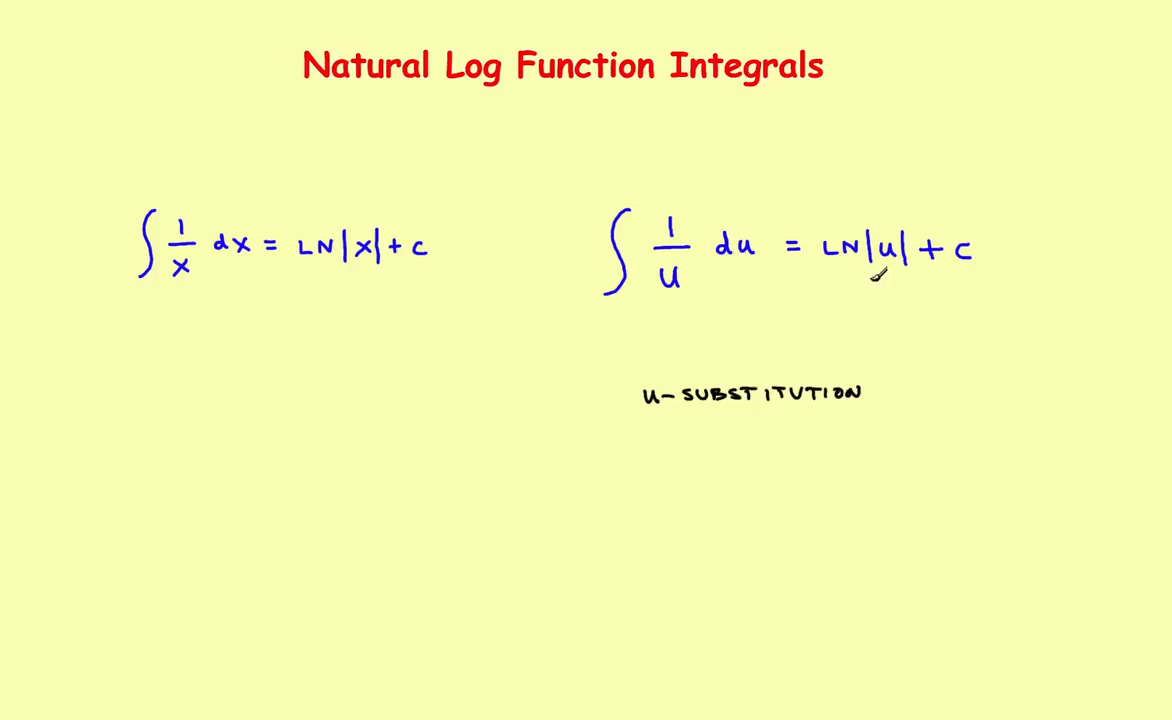 Natural Log Function Integrals
∫ 1/x dx = LN|x| + c
∫ 1/u du = LN|u| + c
u-SUBSTITUTION